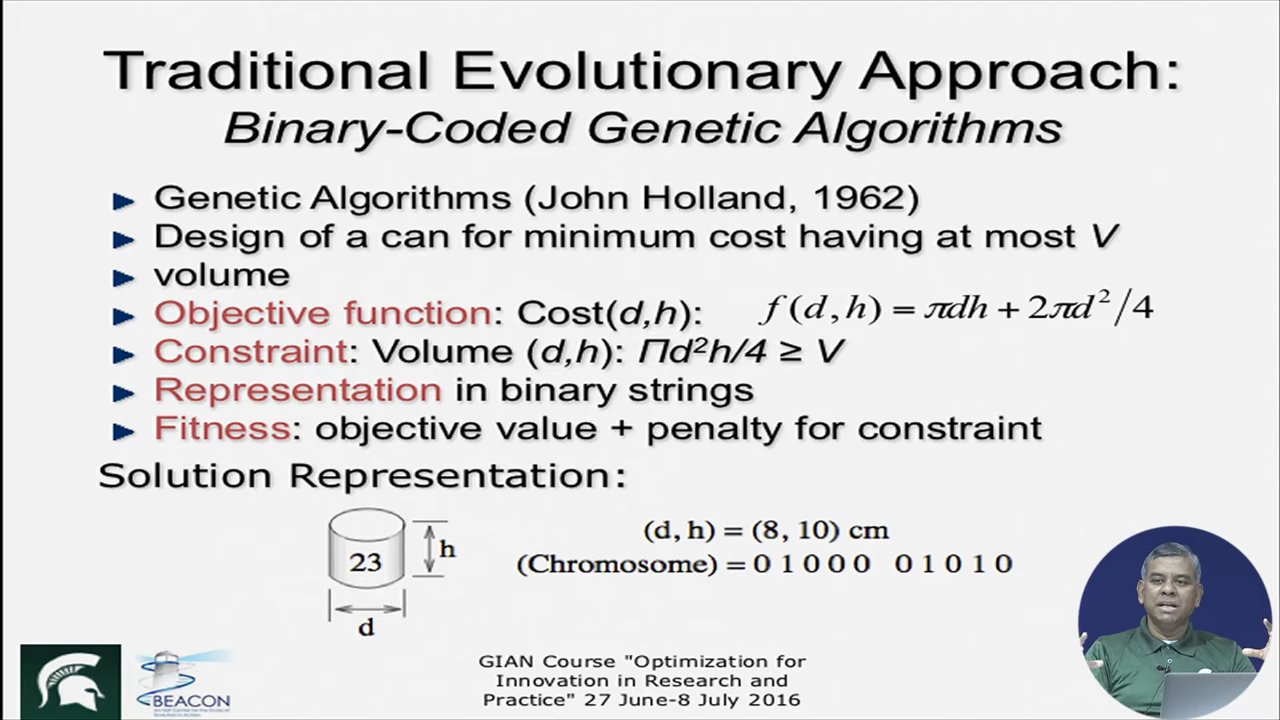 Traditional Evolutionary Approach:
Binary-Coded Genetic Algorithms
Genetic Algorithms (John Holland, 1962)
Design of a can for minimum cost having at most V
volume
Objective function: Cost(d,h): f(d,h) = πdh + 2πd²/4
Constraint: Volume (d,h): Πd²h/4 ≥ V
Representation in binary strings
Fitness: objective value + penalty for constraint
Solution Representation:
23
h
d
(d, h) = (8, 10) cm
(Chromosome) = 0 1 0 0 0 0 1 0 1 0
BEACON
GIAN Course "Optimization for
Innovation in Research and
Practice" 27 June-8 July 2016